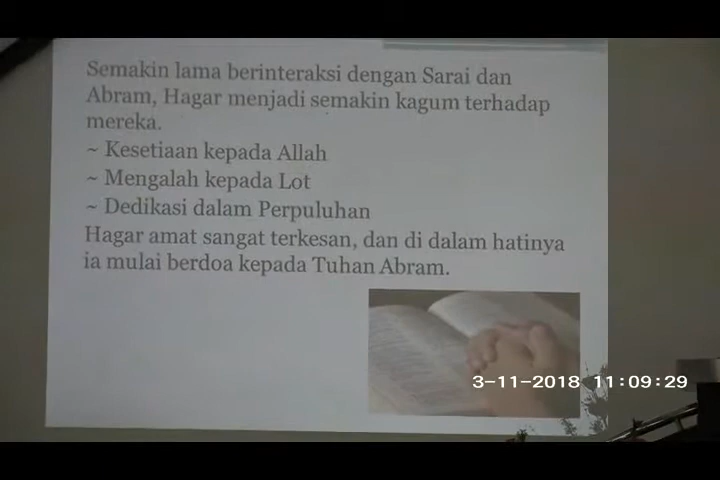 Semakin lama berinteraksi dengan Sarai dan
Abram, Hagar menjadi semakin kagum terhadap
mereka.
~ Kesetiaan kepada Allah
~ Mengalah kepada Lot
~ Dedikasi dalam Perpuluhan
Hagar amat sangat terkesan, dan di dalam hatinya
ia mulai berdoa kepada Tuhan Abram.
3-11-2018 11:09:29